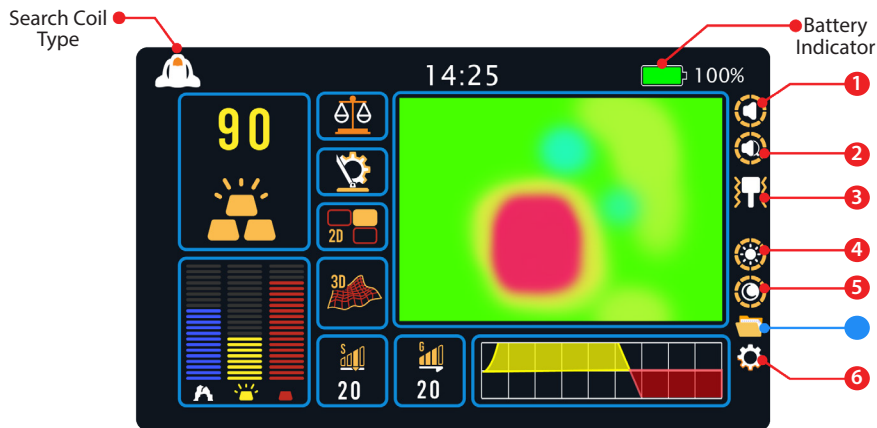 Search Coil
Type
Battery
Indicator
14:25
100%
1
90
2
3
2D
4
3D
5
S
20
G
20
6